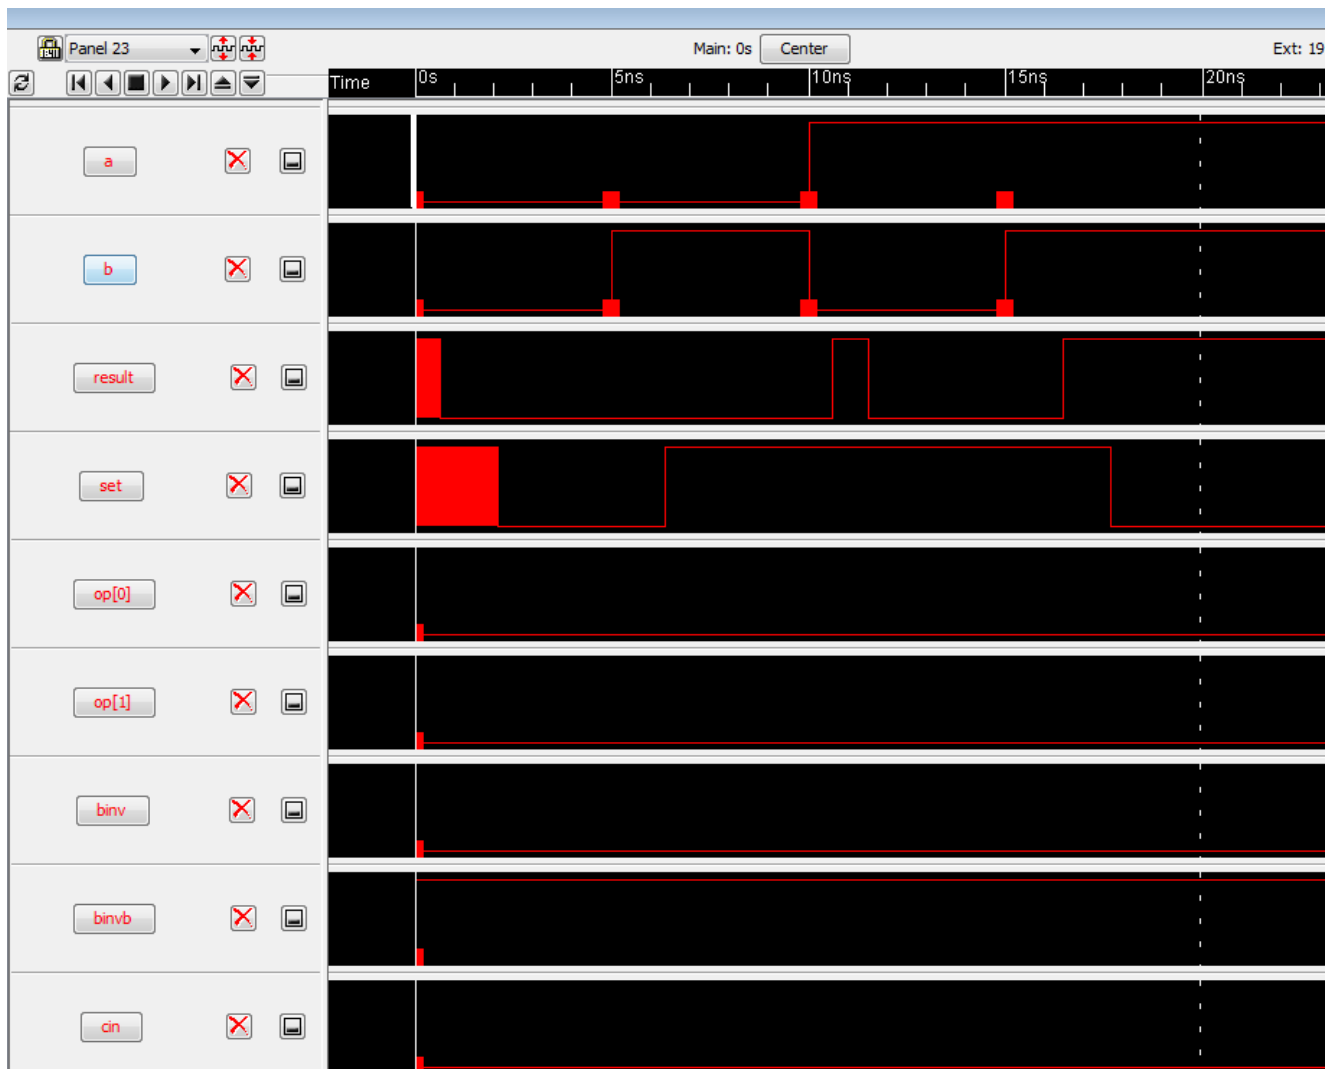 Panel 23 Main: 0s Center Ext: 19
Time 0s 5ns 10ns 15ns 20ns
a
b
result
set
op[0]
op[1]
binv
binvb
cin